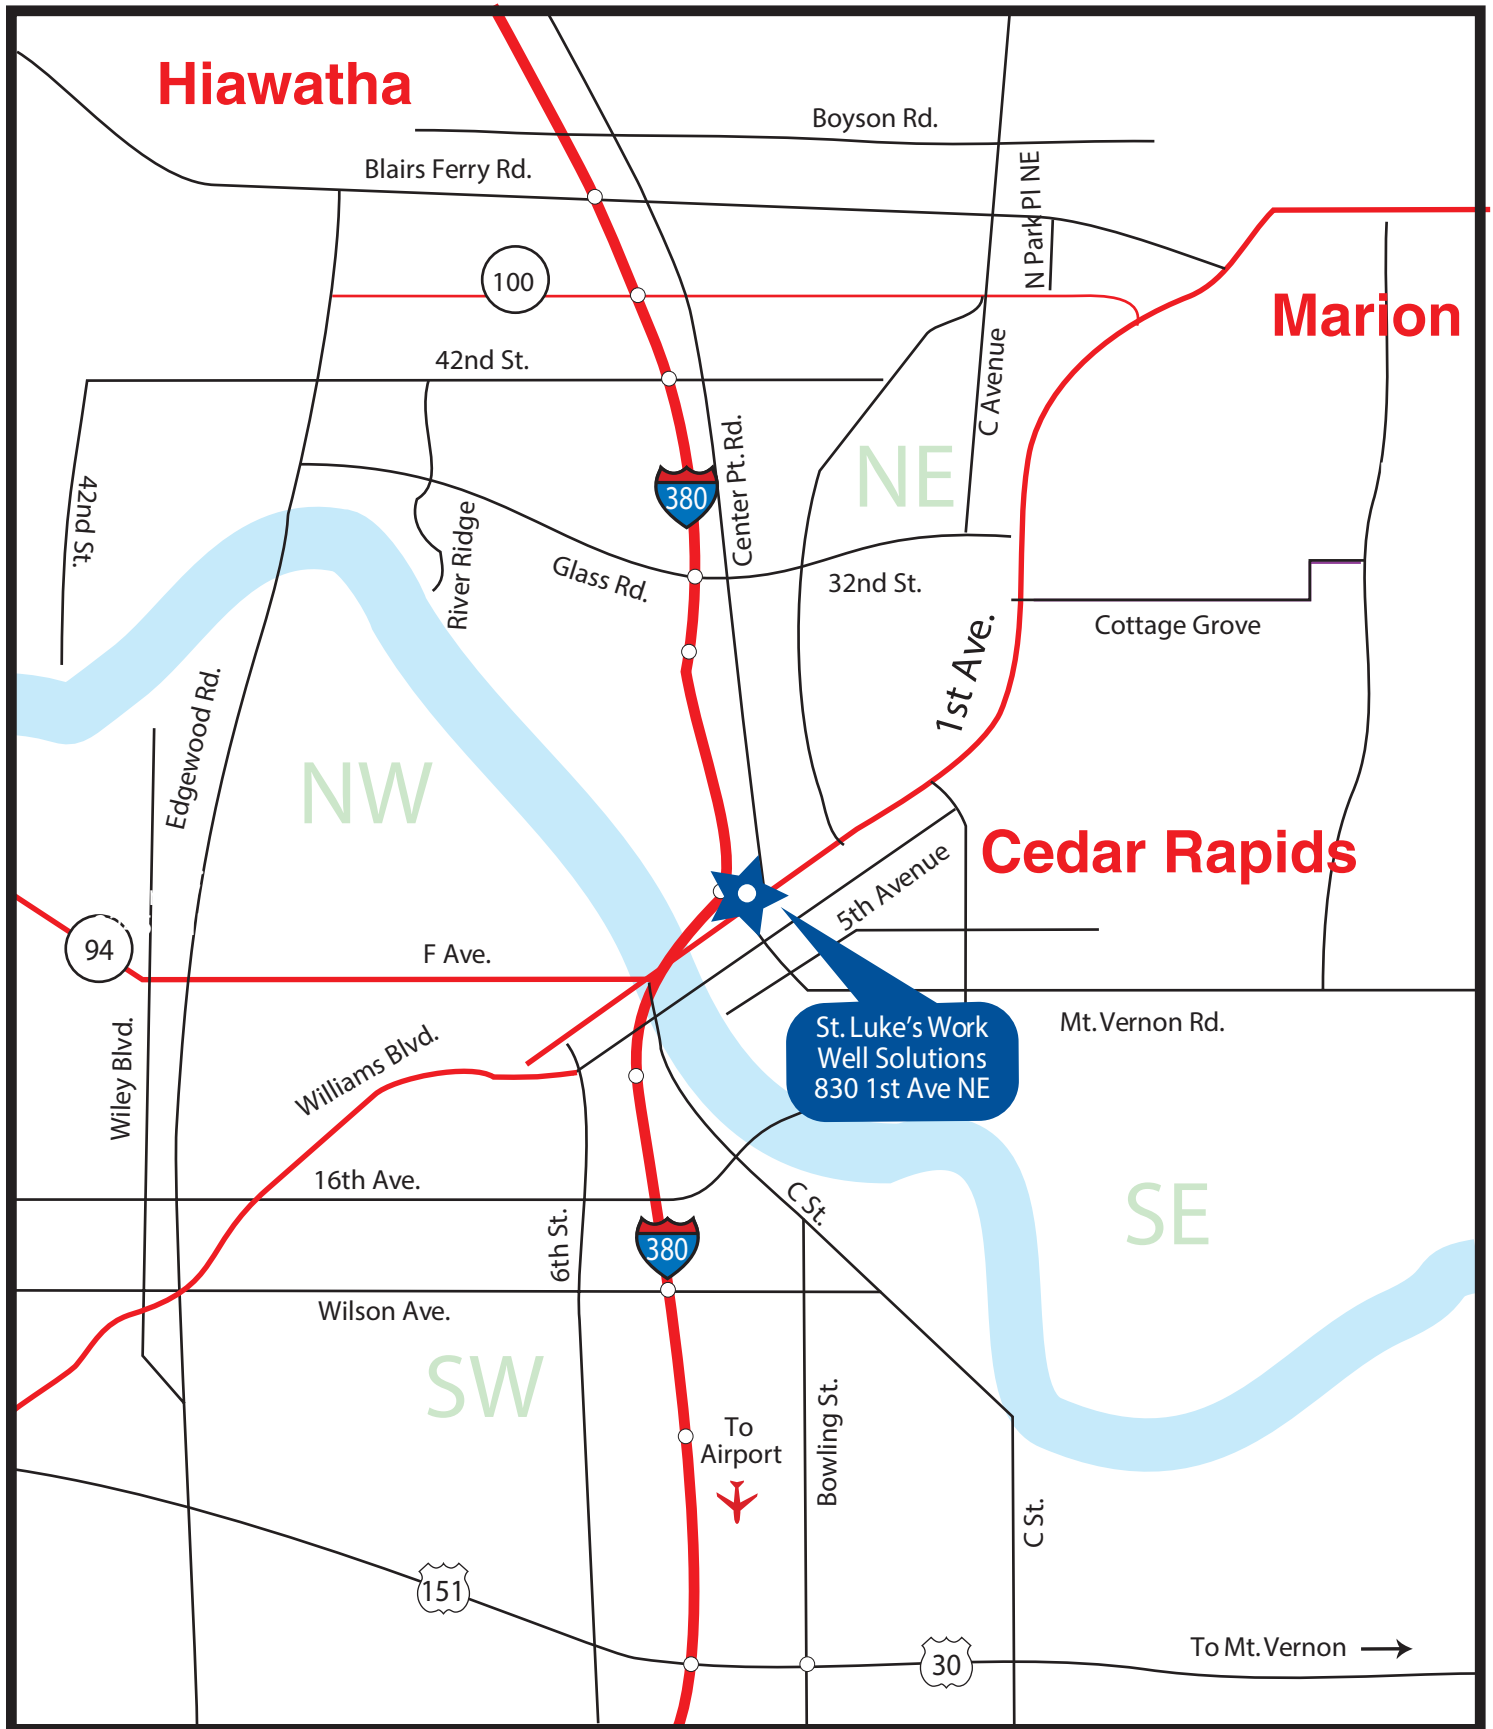 Hiawatha
Boyson Rd.
Blairs Ferry Rd.
N Park Pl NE
100
Marion
42nd St.
C Avenue
NE
Center Pt. Rd.
380
42nd St.
River Ridge
Glass Rd.
32nd St.
Cottage Grove
1st Ave.
Edgewood Rd.
NW
Cedar Rapids
5th Avenue
94
F Ave.
St. Luke's Work
Well Solutions
830 1st Ave NE
Mt. Vernon Rd.
Williams Blvd.
Wiley Blvd.
16th Ave.
C St.
SE
6th St.
380
Wilson Ave.
SW
To
Airport
Bowling St.
C St.
151
30
To Mt. Vernon